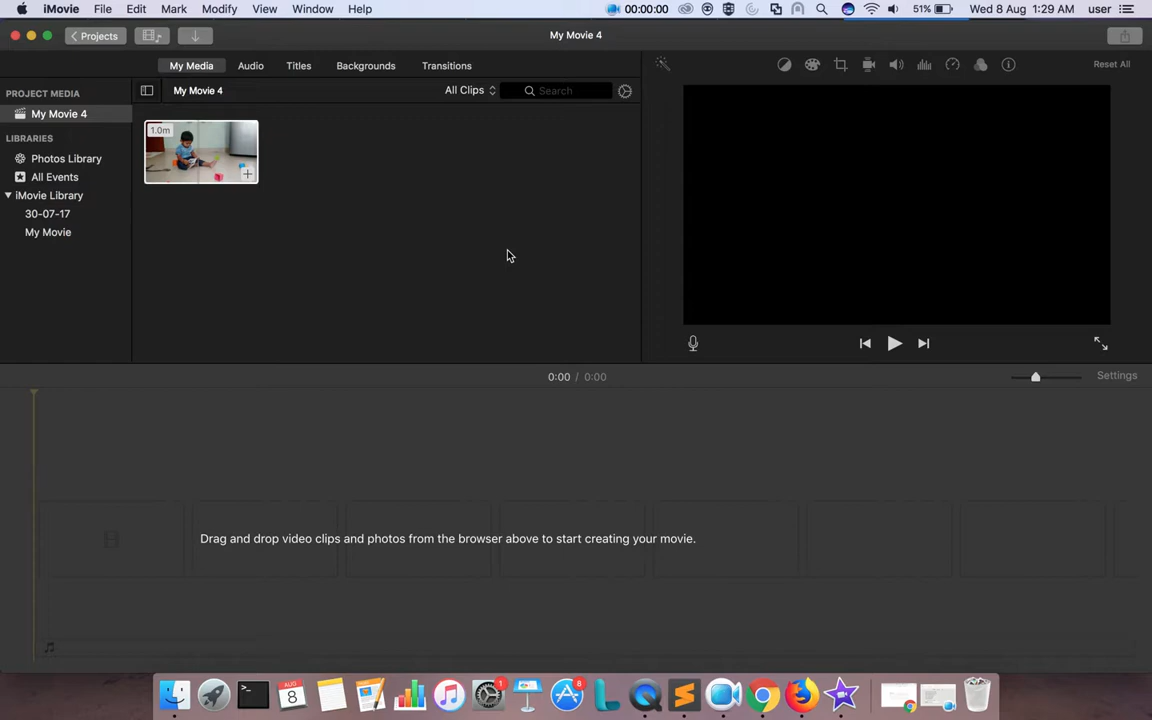 iMovie File Edit Mark Modify View Window Help 00:00:00 51% Wed 8 Aug 1:29 AM user
Projects My Movie 4
My Media Audio Titles Backgrounds Transitions Reset All
PROJECT MEDIA My Movie 4 All Clips Search
My Movie 4
LIBRARIES
Photos Library
All Events
iMovie Library
30-07-17
My Movie
1.0m
0:00 / 0:00 Settings
Drag and drop video clips and photos from the browser above to start creating your movie.
AUG
8
1
8